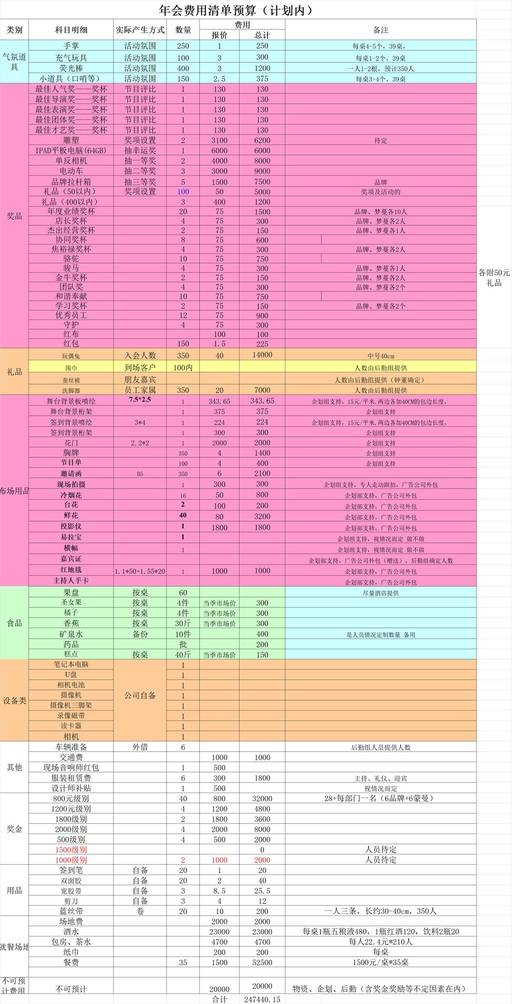 年会费用清单预算（计划内）
类别 科目明细 实际产生方式 数量 费用 备注
报价 总计
气氛道具 手掌 活动氛围 250 1 250 每桌4-5个，39桌，
充气玩具 活动氛围 100 3 300 每桌1-2个，39桌
荧光棒 活动氛围 400 3 1200 一人1-2根，预计350人
小道具（口哨等） 活动氛围 150 2.5 375 每桌3-4个，39桌
奖品 最佳人气奖——奖杯 节目评比 1 130 130
最佳导演奖——奖杯 节目评比 1 130 130
最佳表演奖——奖杯 节目评比 1 130 130
最佳团体奖——奖杯 节目评比 1 130 130
最佳才艺奖——奖杯 节目评比 1 130 130
雕塑 奖项设置 2 3100 6200 待定
IPAD平板电脑(64GB) 抽幸运奖 1 6000 6000
单反相机 抽一等奖 2 4000 8000
电动车 抽二等奖 3 3000 9000
品牌拉杆箱 抽三等奖 5 1500 7500 品牌
礼品（50以内） 奖项设置 100 50 5000 奖项及活动的
礼品（400以内） 3 400 1200
年度业绩奖杯 20 75 1500 品牌、梦蔓各10人
店长奖杯 4 75 300 品牌、梦蔓各2人
杰出经营奖杯 2 75 150 品牌、梦蔓各1人
协同奖杯 8 75 600
焦裕禄奖杯 4 75 300 品牌、梦蔓各2人
骆驼 10 75 750
骏马 4 75 300 品牌、梦蔓各1人
金牛奖杯 2 75 150 品牌、梦蔓各2人
团队奖 4 75 300 品牌、梦蔓各2个
和谐奉献 10 75 750
学习奖杯 2 75 150 品牌、梦蔓各2个
优秀员工 12 75 900
守护 4 75 300
红布 100 100
红包 150 1.5 225
各附50元礼品
礼品 玩偶兔 入会人数 350 40 14000 中号40cm
围巾 到场客户 100内 人数由后勤组提供
蚕丝被 朋友嘉宾 人数由后勤组提供（钟董确定）
洗脚器 员工家属 350 20 7000 人数由后勤组提供
布场用品 舞台背景板喷绘 7.5*2.5 1 343.65 343.65 企划组支持，15元/平米.两边各加40CM的包边长度，
舞台背景桁架 1 375 375 企划组支持
签到背景喷绘 3*4 1 224 224 企划组支持，15元/平米.两边各加40CM的包边长度，
签到背景桁架 1 300 300 企划组支持
花门 2.2*2 1 2000 2000 企划组支持
胸牌 350 4 1400 企划组支持
节目单 100 4 400 企划组支持
邀请函 B5 350 6 2100
现场拍摄 1 300 300 企划组支持，专人走动跟拍，广告公司外包
冷烟花 16 50 800 企划部支持，广告公司外包
台花 2 100 200 企划部支持，广告公司外包
鲜花 40 80 3200 企划部支持，广告公司外包
投影仪 1 1800 1800 企划部支持，广告公司外包
易拉宝 1 企划组支持，视情况而定 做不做
横幅 1 企划组支持，视情况而定 做不做
嘉宾证 企划部支持，广告公司外包（赠送），后勤组确定人数
红地毯 1.1*50+1.55*20 1 1000 1000 企划部支持，广告公司外包
主持人手卡 企划部支持，广告公司外包
食品 果盘 按桌 60 尽量酒店提供
圣女果 按桌 4件 当季市场价 300
橘子 按桌 4件 当季市场价 300
香蕉 按桌 30斤 当季市场价 300
矿泉水 备份 10件 400 是人员情况定制数量 备用
药品 批 200
糕点 按桌 40斤 当季市场价 150
设备类 笔记本电脑 公司自备 1
U盘 1
相机电池 1
摄像机 1
摄像机三脚架 1
录像磁带 1
读卡器 1
相机 1
其他 车辆准备 外借 6 后勤组人员提供人数
交通费 1000 1000
现场音响师红包 1 500
服装租赁费 6 300 1800 主持、礼仪、迎宾
设计师补贴 1 500 视情况而定
奖金 800元级别 40 800 32000 28+每部门一名（6品牌+6蒙曼）
1200元级别 4 1200 4800
1800级别 2 1800 3600
2000级别 4 2000 8000
500级别 4 500 2000
1500级别 0 人员待定
1000级别 2 1000 2000 人员待定
用品 签到笔 自备 20 1 20
双面胶 自备 20 2 40
宽胶带 自备 3 8.5 25.5
剪刀 自备 3 4 12
蓝丝带 卷 20 10 200 一人三条，长约30-40cm，350人
就餐场地 场地费 2000 2000
酒水 23000 23000 每桌1瓶五粮液480，1瓶红酒120，饮料2瓶20
包房、茶水 4700 4700 每人22.4元*210人
纸巾 200 200 每桌
餐费 35 1500 52500 1500元/桌*35桌
不可预计费用 不可预计 20000 20000 物资、企划、后勤（含奖金奖励等不定因素在内）
合计 247440.15